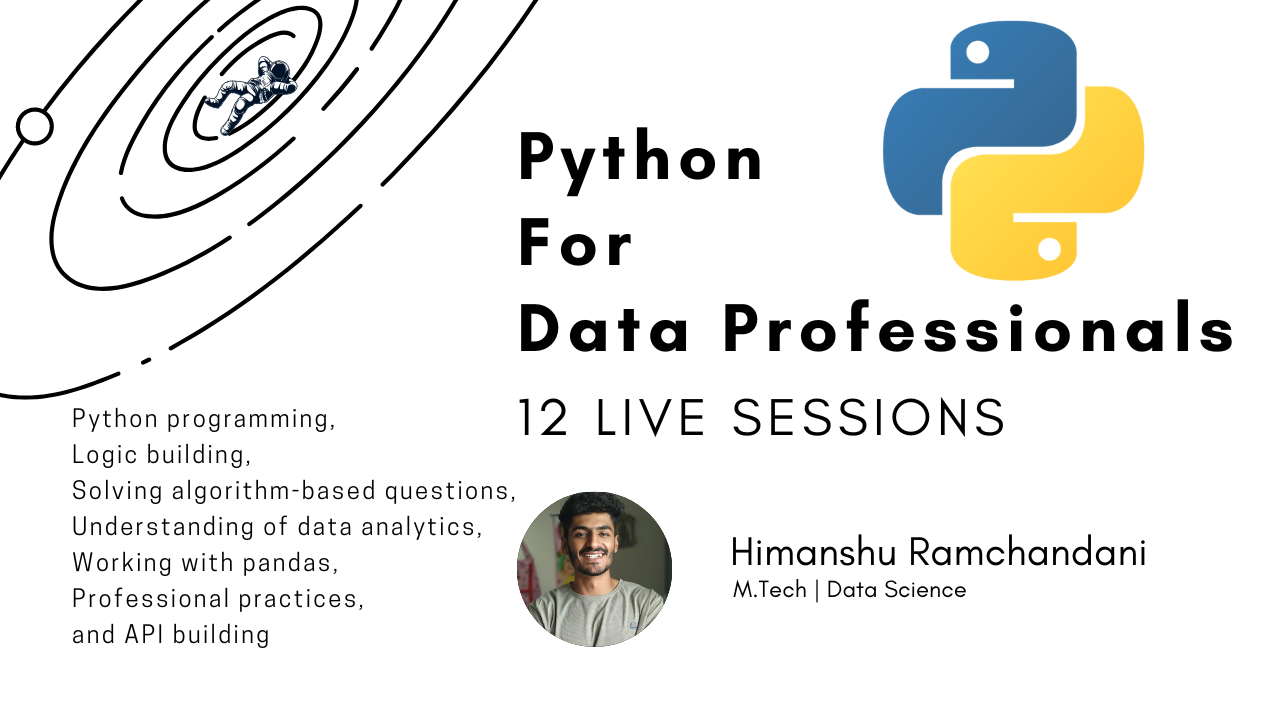 Python
For
Data Professionals
12 LIVE SESSIONS
Python programming,
Logic building,
Solving algorithm-based questions,
Understanding of data analytics,
Working with pandas,
Professional practices,
and API building
Himanshu Ramchandani
M.Tech | Data Science